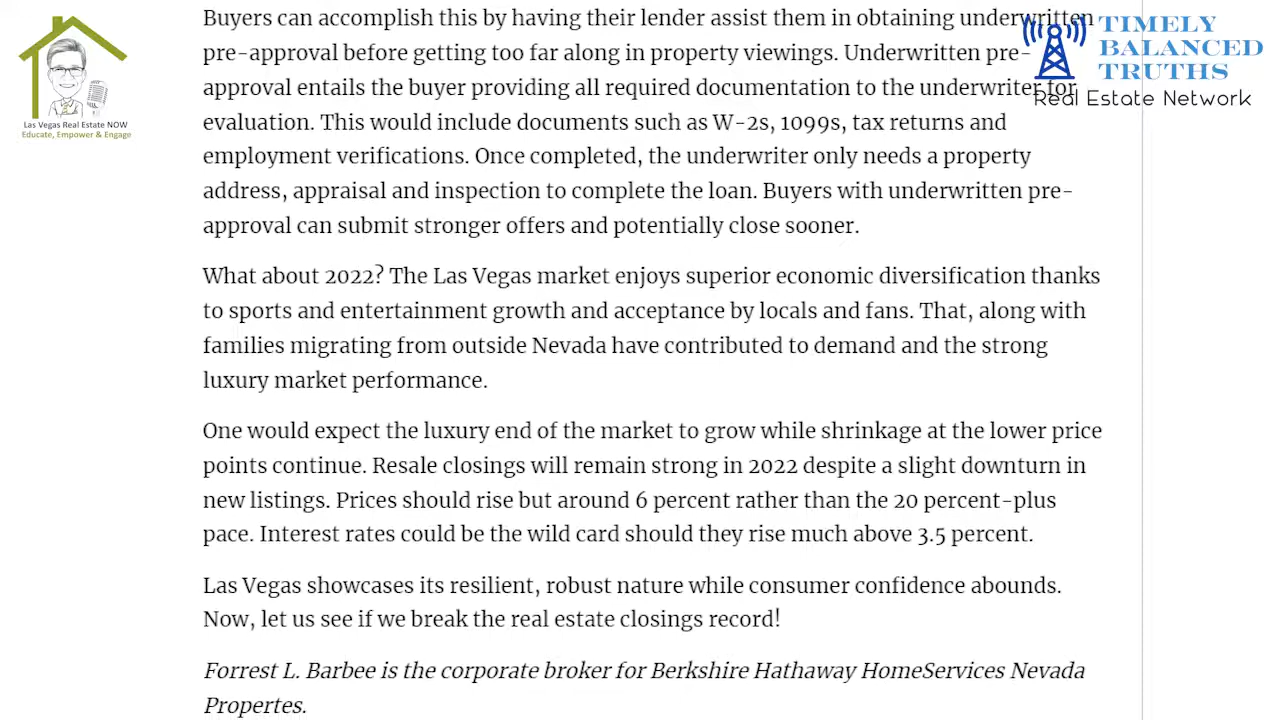 Buyers can accomplish this by having their lender assist them in obtaining underwritten
pre-approval before getting too far along in property viewings. Underwritten pre-
approval entails the buyer providing all required documentation to the underwriter for
evaluation. This would include documents such as W-2s, 1099s, tax returns and
employment verifications. Once completed, the underwriter only needs a property
address, appraisal and inspection to complete the loan. Buyers with underwritten pre-
approval can submit stronger offers and potentially close sooner.
What about 2022? The Las Vegas market enjoys superior economic diversification thanks
to sports and entertainment growth and acceptance by locals and fans. That, along with
families migrating from outside Nevada have contributed to demand and the strong
luxury market performance.
One would expect the luxury end of the market to grow while shrinkage at the lower price
points continue. Resale closings will remain strong in 2022 despite a slight downturn in
new listings. Prices should rise but around 6 percent rather than the 20 percent-plus
pace. Interest rates could be the wild card should they rise much above 3.5 percent.
Las Vegas showcases its resilient, robust nature while consumer confidence abounds.
Now, let us see if we break the real estate closings record!
Forrest L. Barbee is the corporate broker for Berkshire Hathaway HomeServices Nevada
Propertes.
Las Vegas Real Estate NOW
Educate, Empower & Engage
TIMELY
BALANCED
TRUTHS
Real Estate Network